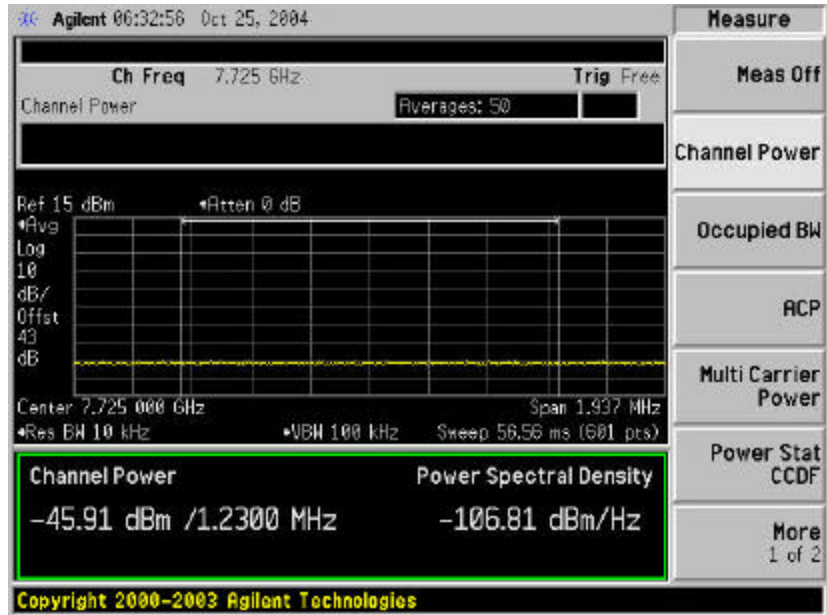 Agilent 06:32:56 Oct 25, 2004
Measure
Ch Freq 7.725 GHz
Trig Free
Channel Power
Averages: 50
Ref 15 dBm
Atten 0 dB
Avg
Log
10
dB/
Offst
43
dB
Center 7.725 000 GHz
Span 1.937 MHz
Res BW 10 kHz
VBW 100 kHz
Sweep 56.56 ms (601 pts)
Channel Power
Power Spectral Density
-45.91 dBm /1.2300 MHz
-106.81 dBm/Hz
Copyright 2000-2003 Agilent Technologies
Meas Off
Channel Power
Occupied BW
ACP
Multi Carrier
Power
Power Stat
CCDF
More
1 of 2